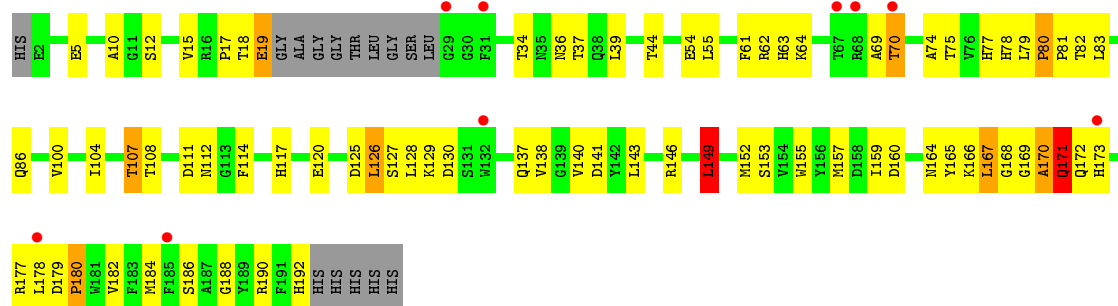 HIS E2 E5 A10 G11 S12 V15 R16 P17 T18 E19 GLY ALA GLY GLY THR LEU GLY SER LEU G29 G30 F31 T34 N35 N36 T37 Q38 L39 T44 E54 L55 F61 R62 H63 K64 T67 R68 A69 T70 A74 T75 V76 H77 H78 L79 P80 P81 T82 L83
Q86 V100 I104 T107 T108 D111 N112 G113 F114 H117 E120 D125 L126 S127 L128 K129 D130 S131 W132 Q137 V138 G139 V140 D141 Y142 L143 R146 L149 M152 S153 V154 W155 Y156 M157 D158 I159 D160 N164 Y165 K166 L167 G168 G169 A170 Q171 Q172 H173
R177 L178 D179 P180 W181 V182 F183 M184 F185 S186 A187 G188 Y189 R190 F191 H192 HIS HIS HIS HIS HIS